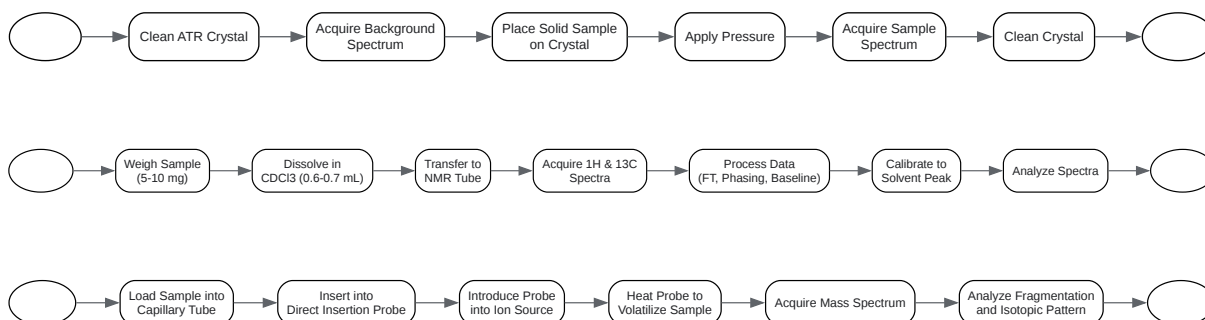 Clean ATR Crystal
Acquire Background
Spectrum
Place Solid Sample
on Crystal
Apply Pressure
Acquire Sample
Spectrum
Clean Crystal
Weigh Sample
(5-10 mg)
Dissolve in
CDCl3 (0.6-0.7 mL)
Transfer to
NMR Tube
Acquire 1H & 13C
Spectra
Process Data
(FT, Phasing, Baseline)
Calibrate to
Solvent Peak
Analyze Spectra
Load Sample into
Capillary Tube
Insert into
Direct Insertion Probe
Introduce Probe
into Ion Source
Heat Probe to
Volatilize Sample
Acquire Mass Spectrum
Analyze Fragmentation
and Isotopic Pattern